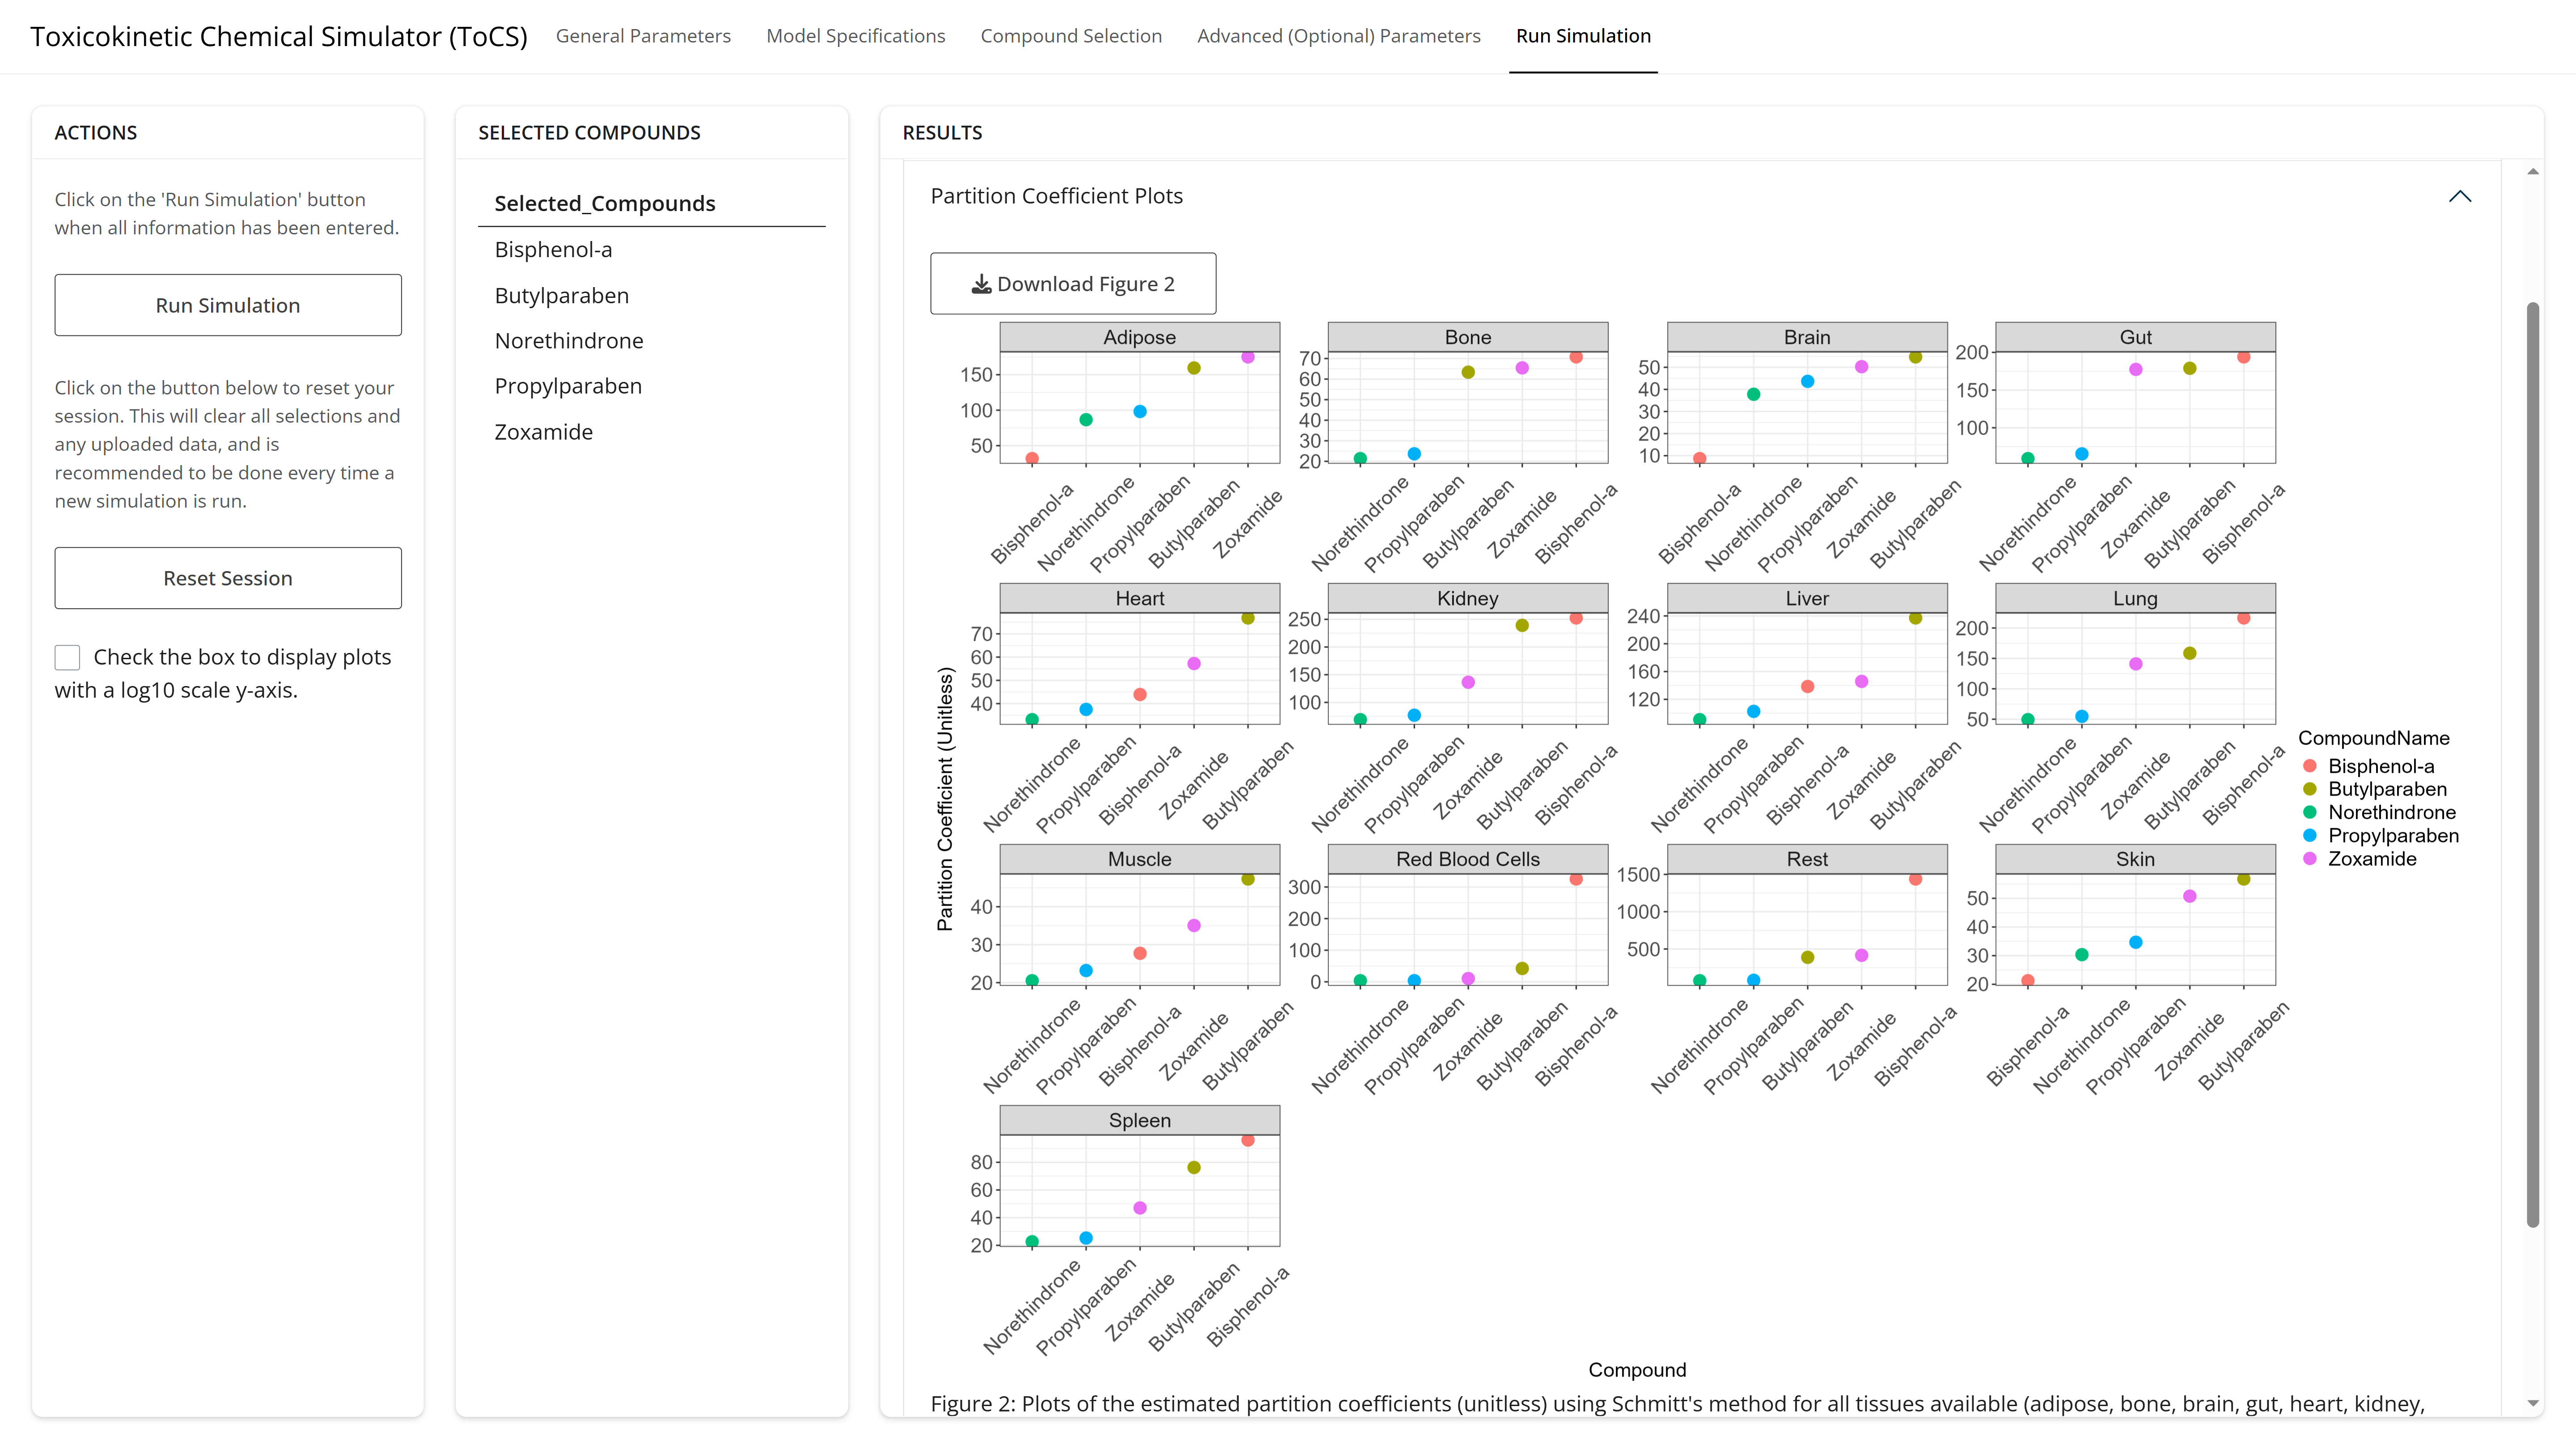 Toxicokinetic Chemical Simulator (ToCS) General Parameters Model Specifications Compound Selection Advanced (Optional) Parameters Run Simulation
ACTIONS
Click on the 'Run Simulation' button
when all information has been entered.
Run Simulation
Click on the button below to reset your
session. This will clear all selections and
any uploaded data, and is
recommended to be done every time a
new simulation is run.
Reset Session
Check the box to display plots
with a log10 scale y-axis.
SELECTED COMPOUNDS
Selected_Compounds
Bisphenol-a
Butylparaben
Norethindrone
Propylparaben
Zoxamide
RESULTS
Partition Coefficient Plots
Download Figure 2
Partition Coefficient (Unitless)
Adipose
150
100
50
Bisphenol-a
Norethindrone
Propylparaben
Butylparaben
Zoxamide
Bone
70
60
50
40
30
20
Norethindrone
Propylparaben
Butylparaben
Zoxamide
Bisphenol-a
Brain
50
40
30
20
10
Bisphenol-a
Norethindrone
Propylparaben
Zoxamide
Butylparaben
Gut
200
150
100
Norethindrone
Propylparaben
Zoxamide
Butylparaben
Bisphenol-a
Heart
70
60
50
40
Norethindrone
Propylparaben
Bisphenol-a
Zoxamide
Butylparaben
Kidney
250
200
150
100
Norethindrone
Propylparaben
Zoxamide
Butylparaben
Bisphenol-a
Liver
240
200
160
120
Norethindrone
Propylparaben
Bisphenol-a
Zoxamide
Butylparaben
Lung
200
150
100
50
Norethindrone
Propylparaben
Zoxamide
Butylparaben
Bisphenol-a
Muscle
40
30
20
Norethindrone
Propylparaben
Bisphenol-a
Zoxamide
Butylparaben
Red Blood Cells
300
200
100
0
Norethindrone
Propylparaben
Zoxamide
Butylparaben
Bisphenol-a
Rest
1500
1000
500
Norethindrone
Propylparaben
Butylparaben
Zoxamide
Bisphenol-a
Skin
50
40
30
20
Bisphenol-a
Norethindrone
Propylparaben
Zoxamide
Butylparaben
Spleen
80
60
40
20
Norethindrone
Propylparaben
Zoxamide
Butylparaben
Bisphenol-a
Compound
CompoundName
Bisphenol-a
Butylparaben
Norethindrone
Propylparaben
Zoxamide
Figure 2: Plots of the estimated partition coefficients (unitless) using Schmitt's method for all tissues available (adipose, bone, brain, gut, heart, kidney,